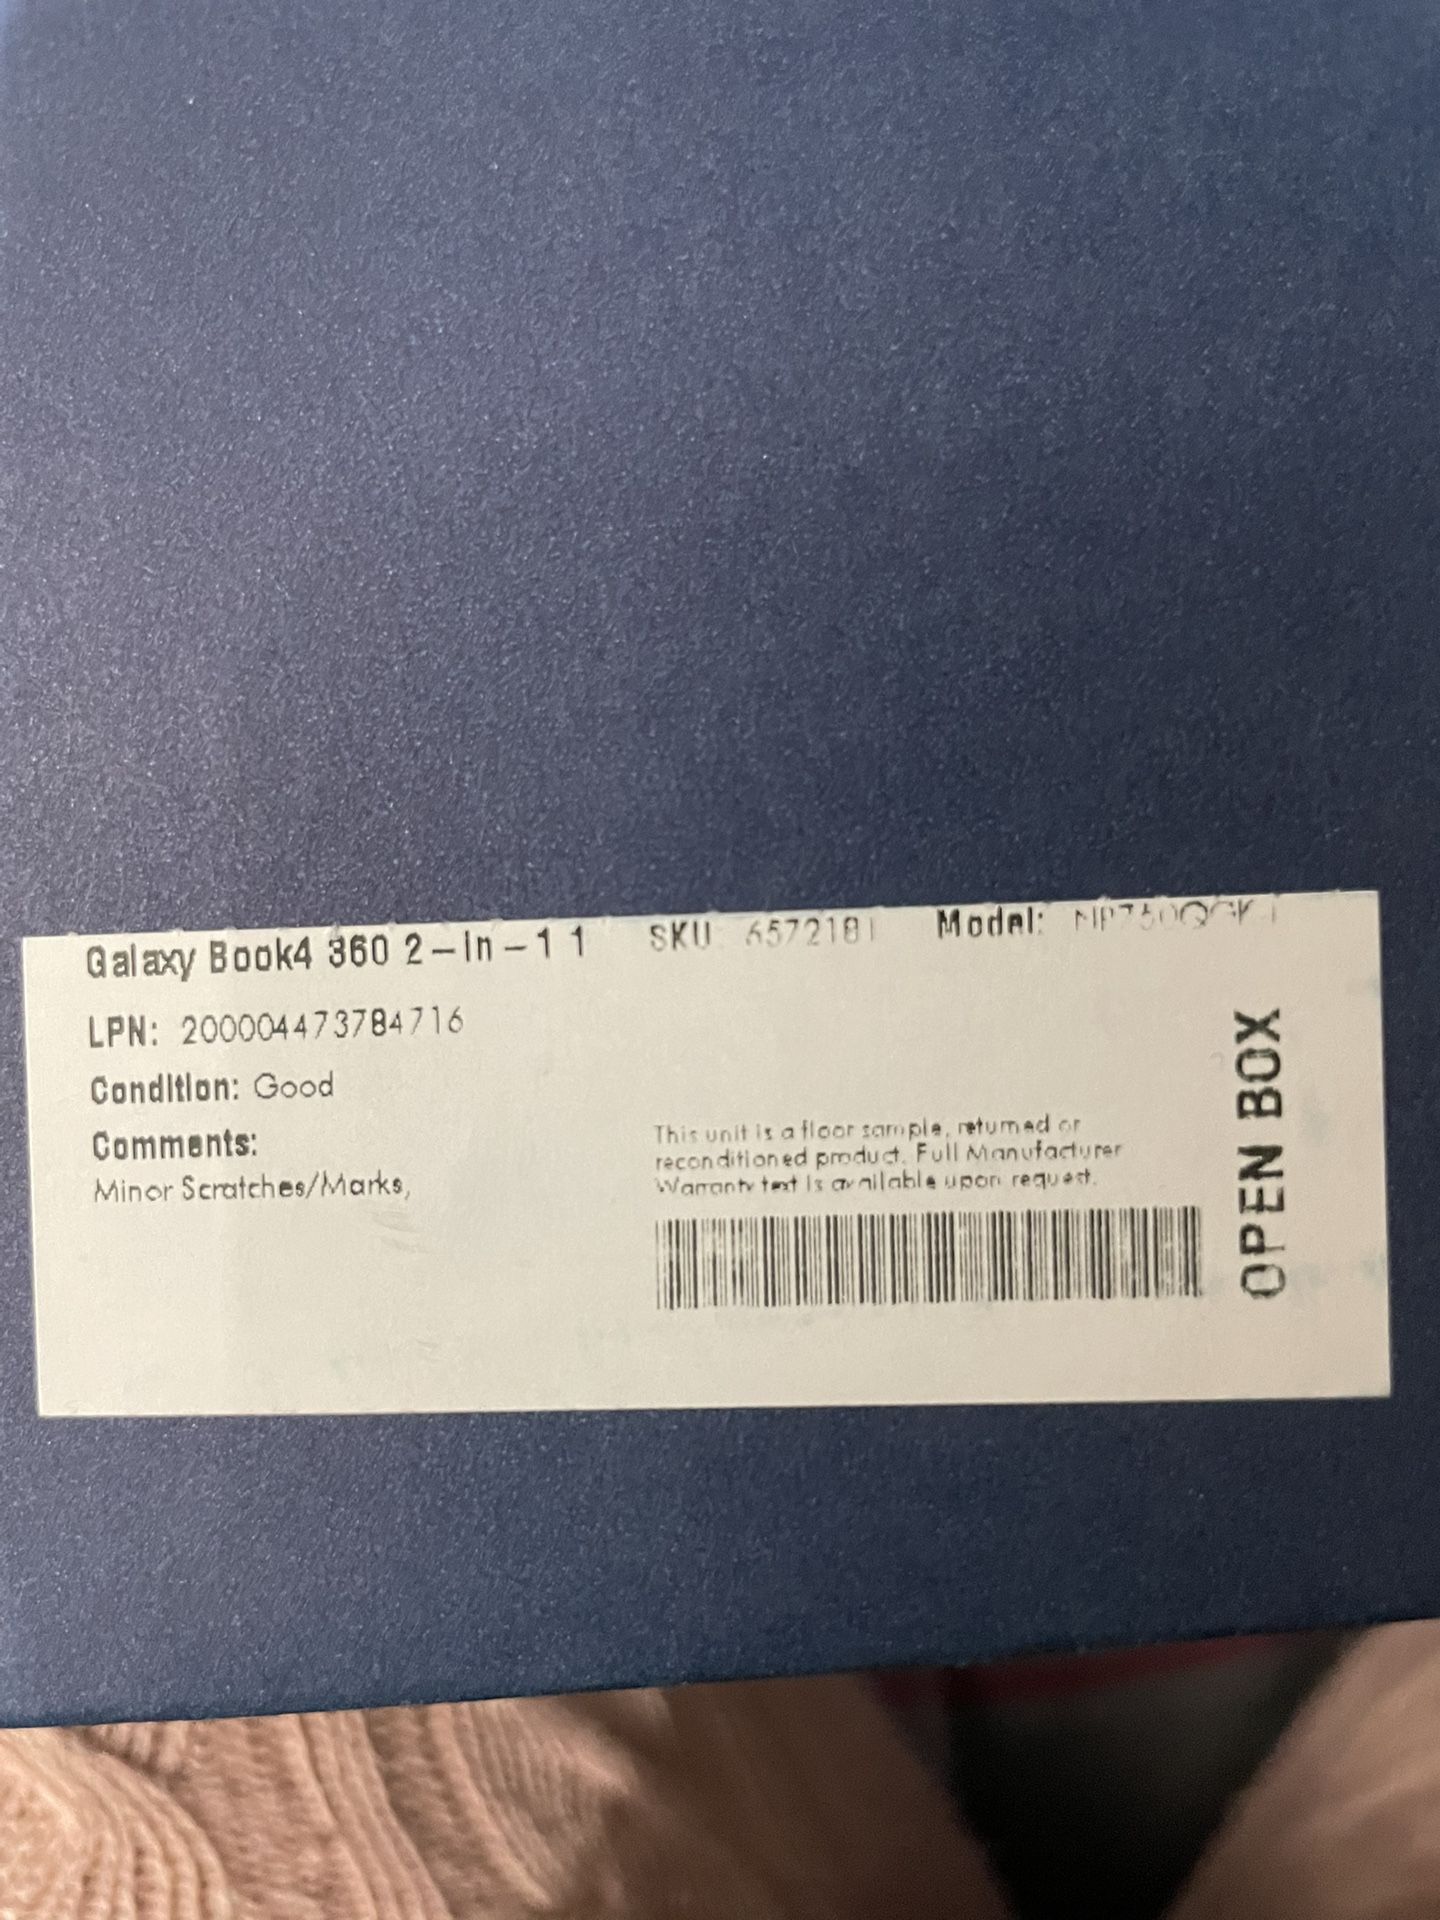 Galaxy Book4 360 2-in-1 1 SKU: 6572181 Model:
LPN: 200004473784716
Condition: Good
Comments:
Minor Scratches/Marks,
This unit is a floor sample, returned or
reconditioned product. Full Manufacturer
Warranty text is available upon request.
OPEN BOX